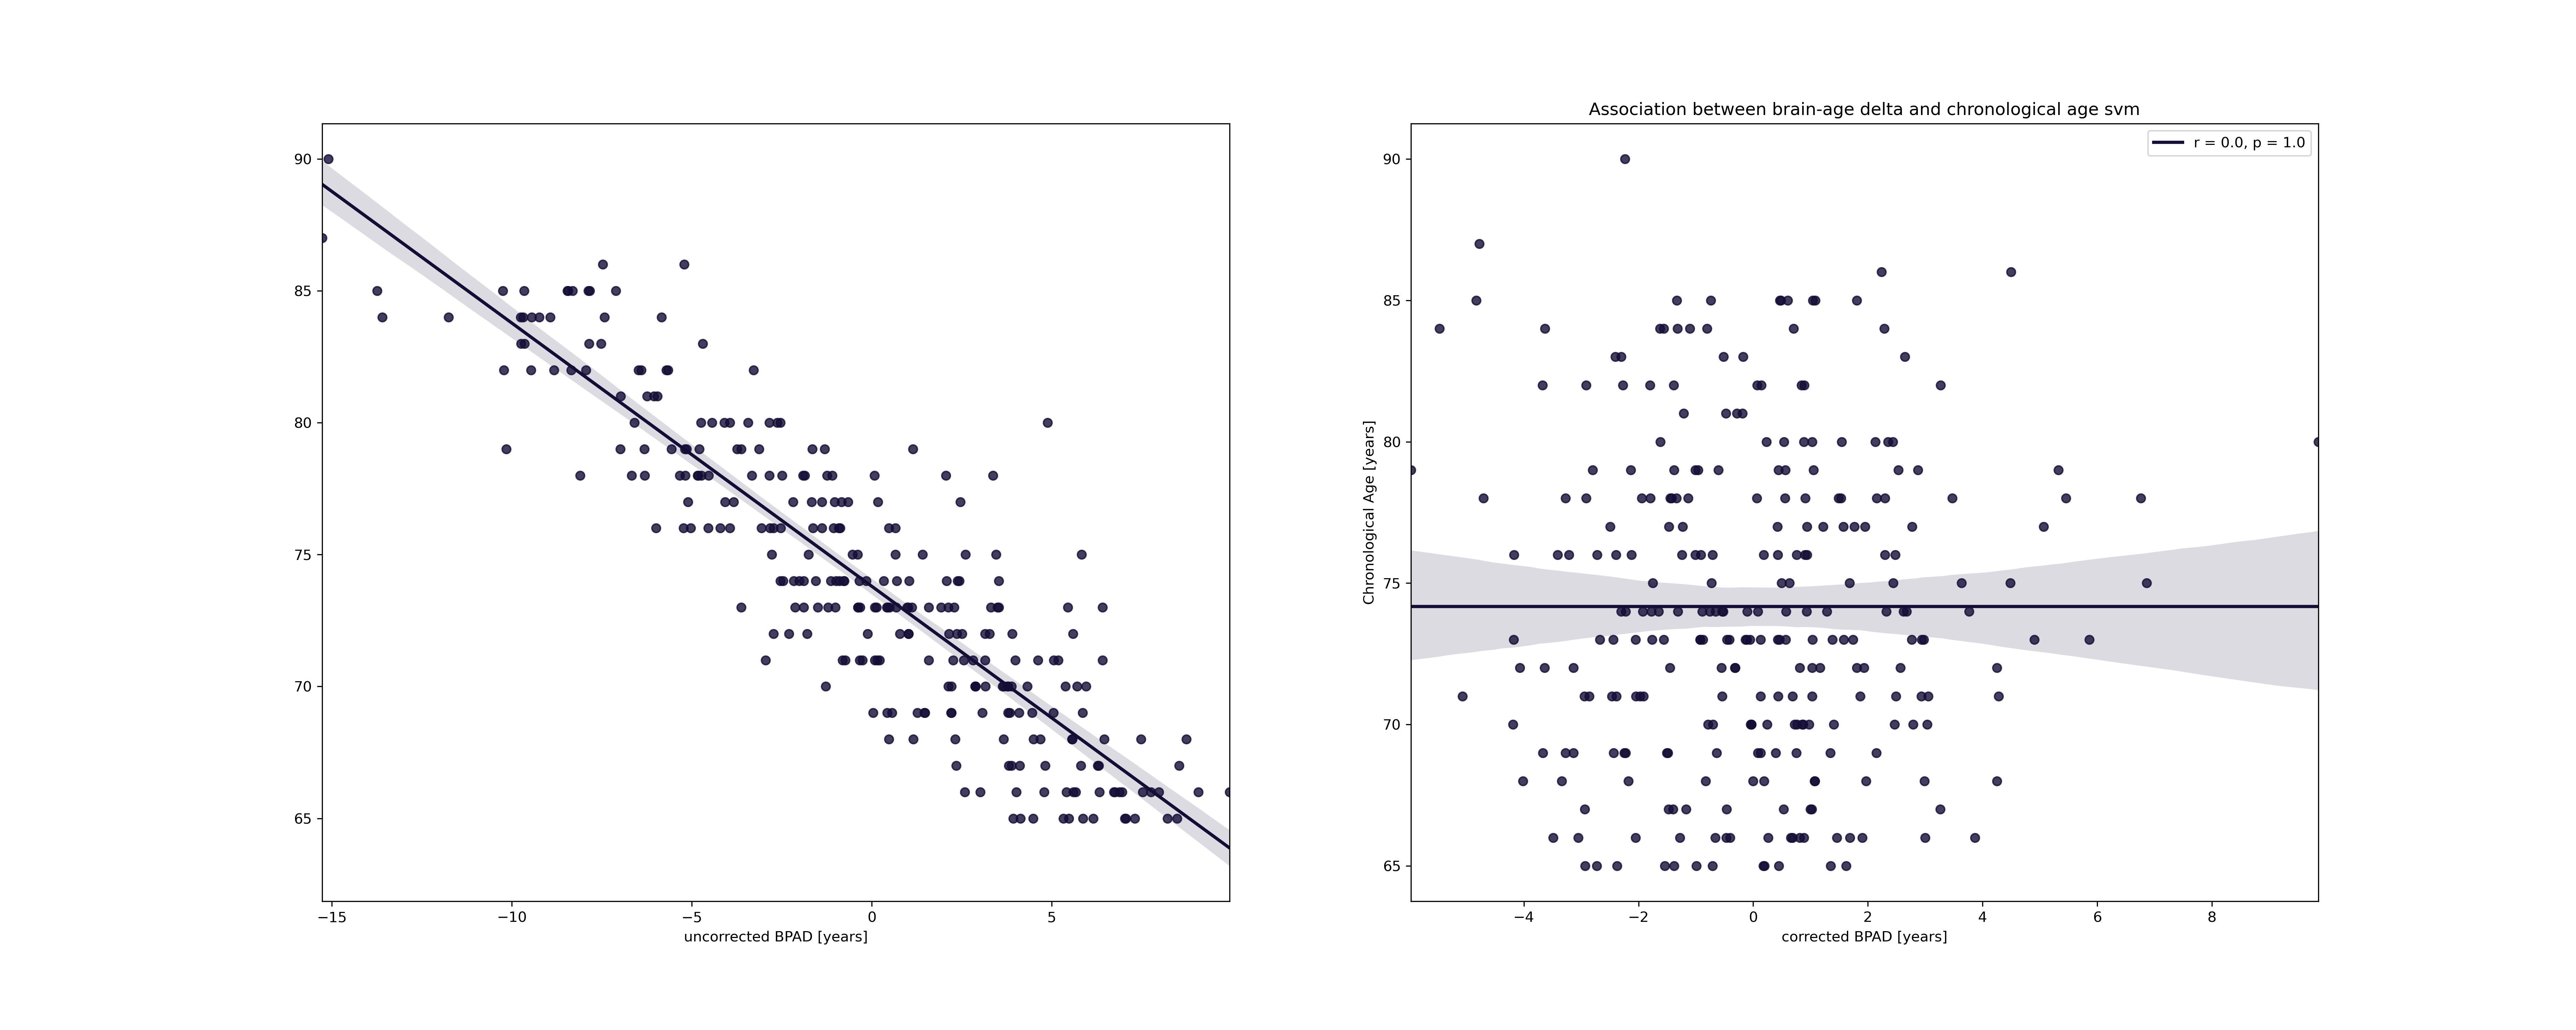 90
85
80
75
70
65
−15 −10 −5 0 5
uncorrected BPAD [years]
Association between brain-age delta and chronological age svm
r = 0.0, p = 1.0
Chronological Age [years]
90
85
80
75
70
65
−4 −2 0 2 4 6 8
corrected BPAD [years]